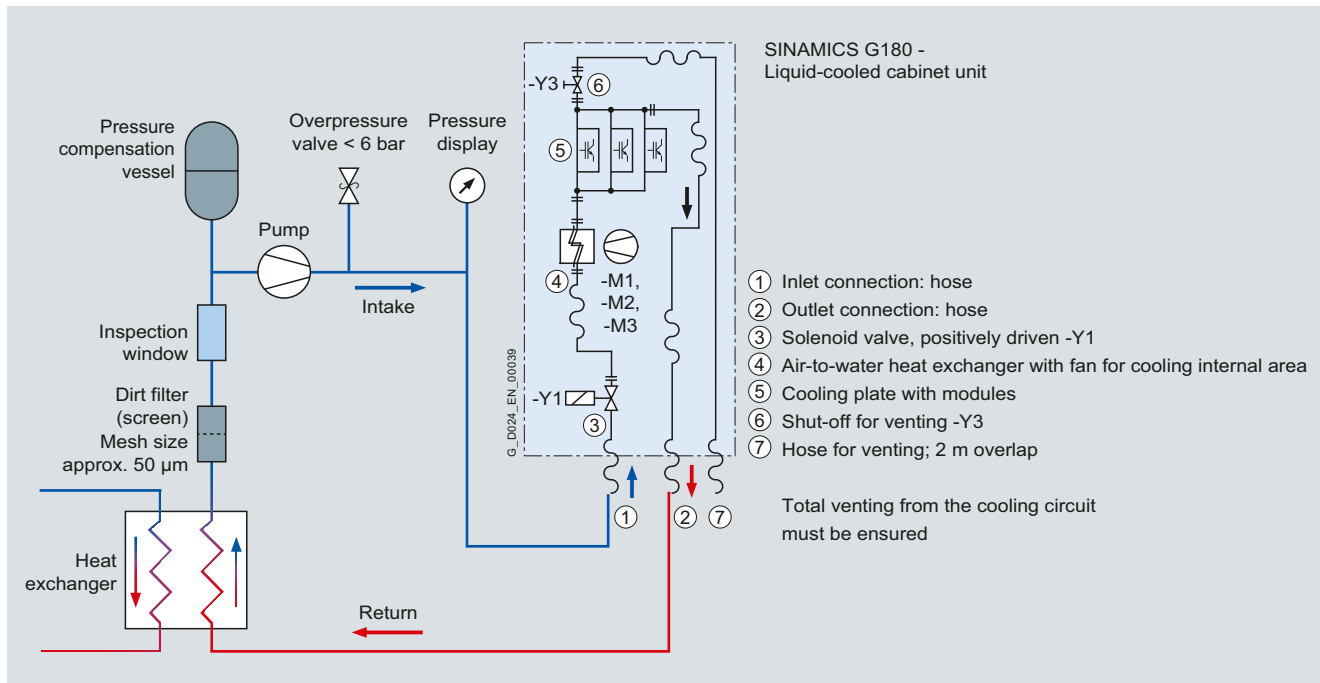 SINAMICS G180 -
Liquid-cooled cabinet unit
-Y3
6
Pressure
compensation
vessel
Overpressure
valve < 6 bar
Pressure
display
5
Pump
4
-M1,
-M2,
-M3
Intake
Inspection
window
Dirt filter
(screen)
Mesh size
approx. 50 µm
G_D024_EN_00039
-Y1
3
1 Inlet connection: hose
2 Outlet connection: hose
3 Solenoid valve, positively driven -Y1
4 Air-to-water heat exchanger with fan for cooling internal area
5 Cooling plate with modules
6 Shut-off for venting -Y3
7 Hose for venting; 2 m overlap
Total venting from the cooling circuit
must be ensured
1
2
7
Heat
exchanger
Return